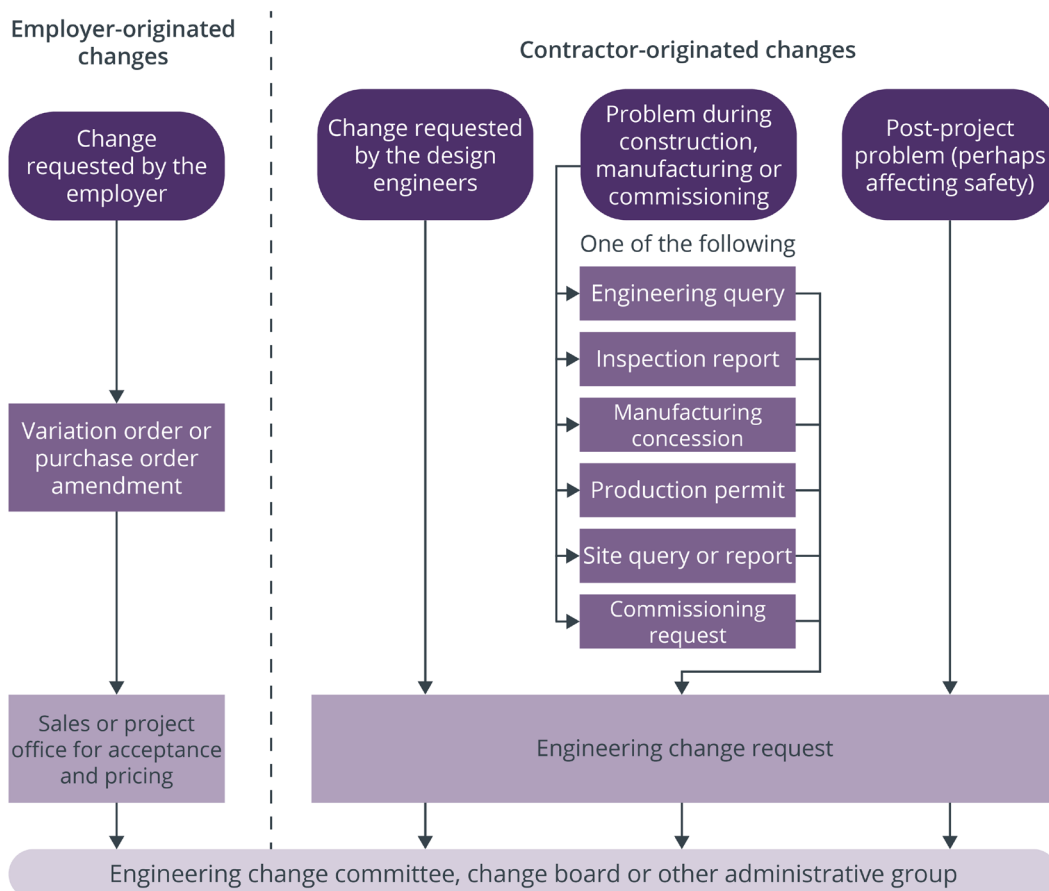 Employer-originated
changes
Contractor-originated changes
Change
requested by the
employer
Change requested
by the design
engineers
Problem during
construction,
manufacturing or
commissioning
Post-project
problem (perhaps
affecting safety)
One of the following
Engineering query
Inspection report
Manufacturing
concession
Production permit
Site query or report
Commissioning
request
Variation order or
purchase order
amendment
Sales or project
office for acceptance
and pricing
Engineering change request
Engineering change committee, change board or other administrative group